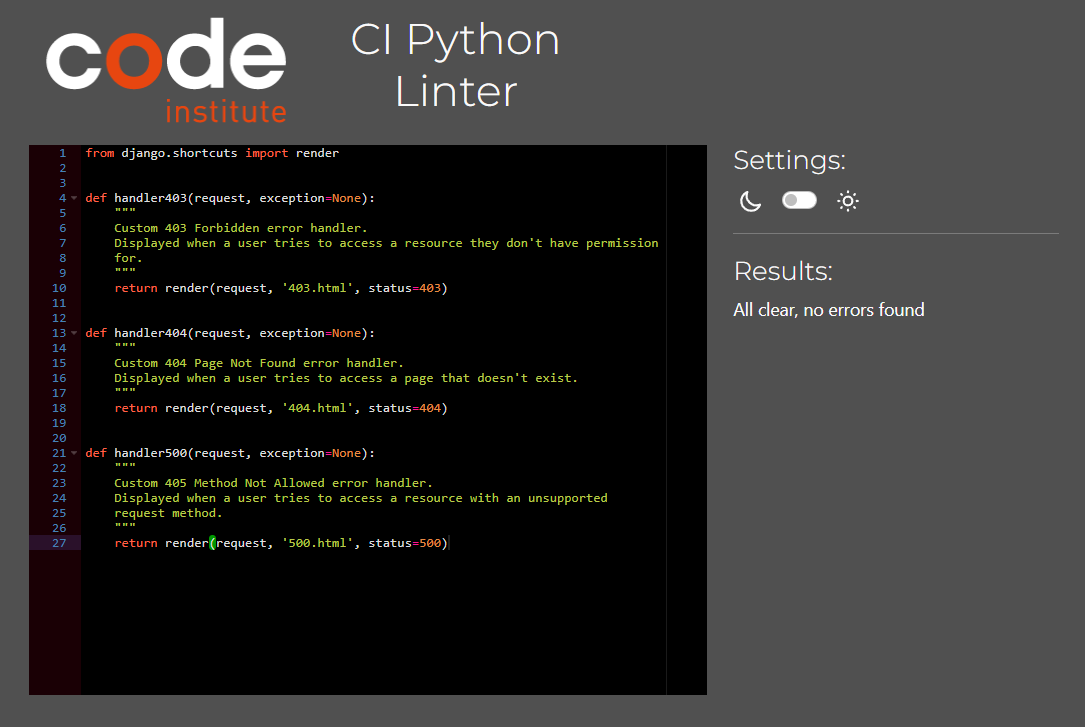 code
institute
CI Python
Linter
1 from django.shortcuts import render
2
3
4 def handler403(request, exception=None):
5 """
6 Custom 403 Forbidden error handler.
7 Displayed when a user tries to access a resource they don't have permission
8 for.
9 """
10 return render(request, '403.html', status=403)
11
12
13 def handler404(request, exception=None):
14 """
15 Custom 404 Page Not Found error handler.
16 Displayed when a user tries to access a page that doesn't exist.
17 """
18 return render(request, '404.html', status=404)
19
20
21 def handler500(request, exception=None):
22 """
23 Custom 405 Method Not Allowed error handler.
24 Displayed when a user tries to access a resource with an unsupported
25 request method.
26 """
27 return render(request, '500.html', status=500)
Settings:
Results:
All clear, no errors found